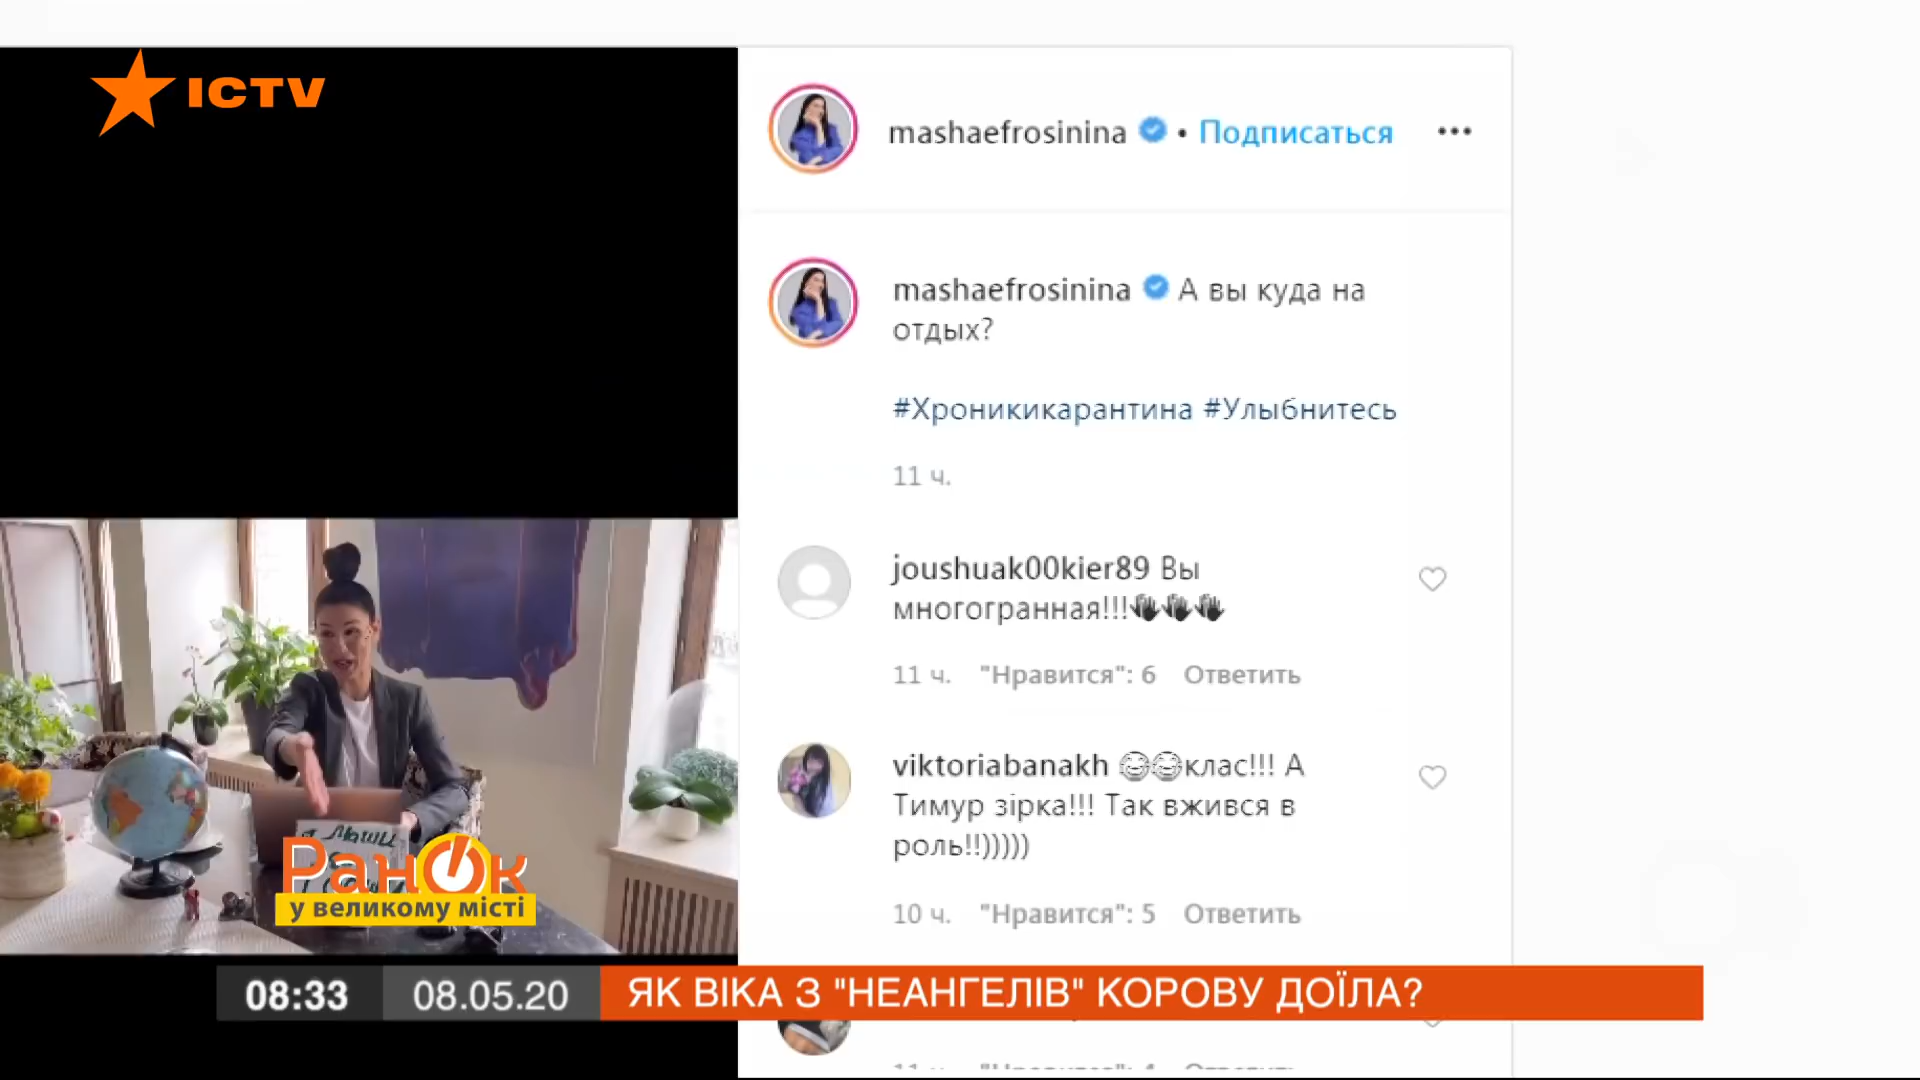 ICTV
mashaefrosinina • Подписаться •••
mashaefrosinina А вы куда на
отдых?
#Хроникикарантина #Улыбнитесь
11 ч.
joushuak00kier89 Вы
многогранная!!!
11 ч. "Нравится": 6 Ответить
viktoriabanakh 😂😂клас!!! А
Тимур зірка!!! Так вжився в
роль!!)))))
10 ч. "Нравится": 5 Ответить
Ранок
у великому місті
08:33 08.05.20 ЯК ВІКА З "НЕАНГЕЛІВ" КОРОВУ ДОЇЛА?